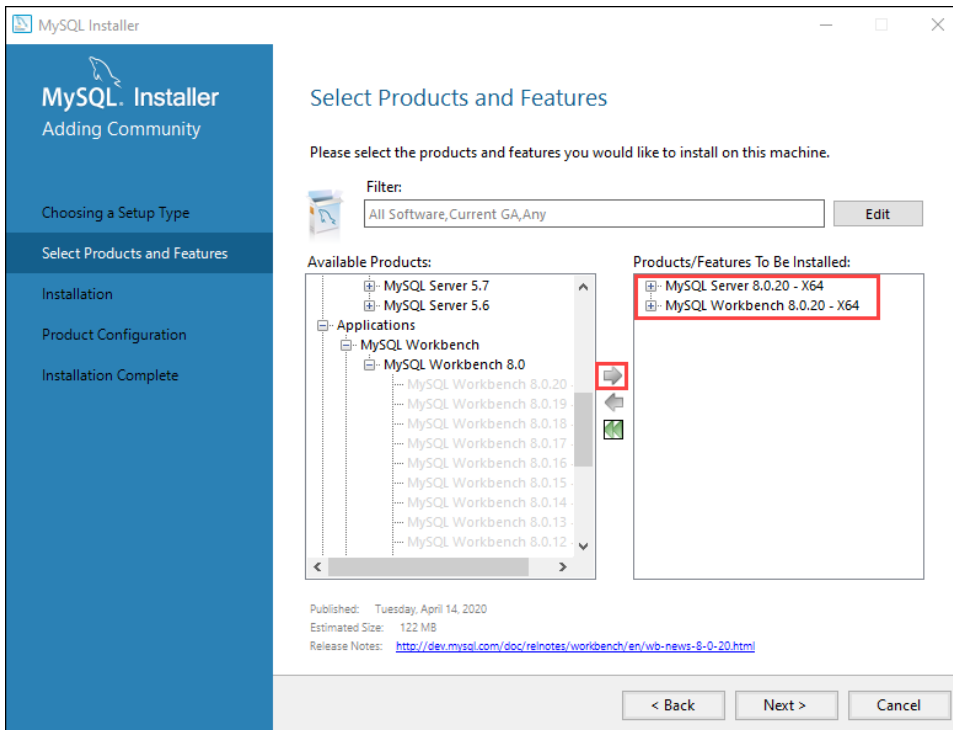 MySQL Installer
MySQL. Installer
Adding Community
Choosing a Setup Type
Select Products and Features
Installation
Product Configuration
Installation Complete
Select Products and Features
Please select the products and features you would like to install on this machine.
Filter:
All Software,Current GA,Any
Edit
Available Products:
MySQL Server 5.7
MySQL Server 5.6
Applications
MySQL Workbench
MySQL Workbench 8.0
MySQL Workbench 8.0.20 -
MySQL Workbench 8.0.19 -
MySQL Workbench 8.0.18 -
MySQL Workbench 8.0.17 -
MySQL Workbench 8.0.16 -
MySQL Workbench 8.0.15 -
MySQL Workbench 8.0.14 -
MySQL Workbench 8.0.13 -
MySQL Workbench 8.0.12 -
Products/Features To Be Installed:
MySQL Server 8.0.20 - X64
MySQL Workbench 8.0.20 - X64
Published: Tuesday, April 14, 2020
Estimated Size: 122 MB
Release Notes: http://dev.mysql.com/doc/relnotes/workbench/en/wb-news-8-0-20.html
< Back
Next >
Cancel